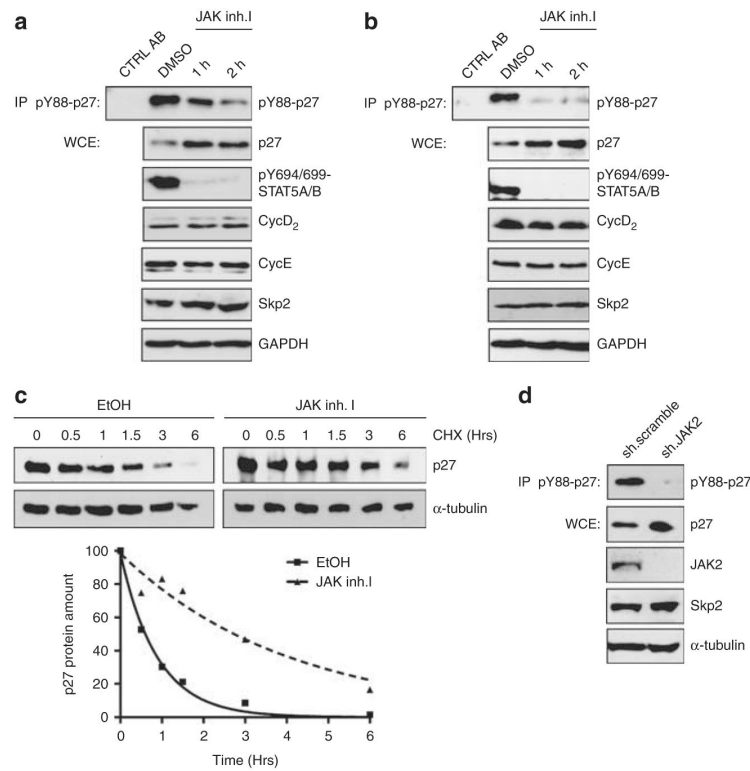 a
JAK inh.I
CTRL AB
DMSO
1 h
2 h
IP pY88-p27:
pY88-p27
WCE:
p27
pY694/699-
STAT5A/B
CycD2
CycE
Skp2
GAPDH
b
JAK inh.I
CTRL AB
DMSO
1 h
2 h
IP pY88-p27:
pY88-p27
WCE:
p27
pY694/699-
STAT5A/B
CycD2
CycE
Skp2
GAPDH
c
EtOH
JAK inh. I
0 0.5 1 1.5 3 6
0 0.5 1 1.5 3 6
CHX (Hrs)
p27
α-tubulin
100
80
60
40
20
0
p27 protein amount
EtOH
JAK inh.I
0 1 2 3 4 5 6
Time (Hrs)
d
sh.scramble
sh.JAK2
IP pY88-p27:
pY88-p27
WCE:
p27
JAK2
Skp2
α-tubulin